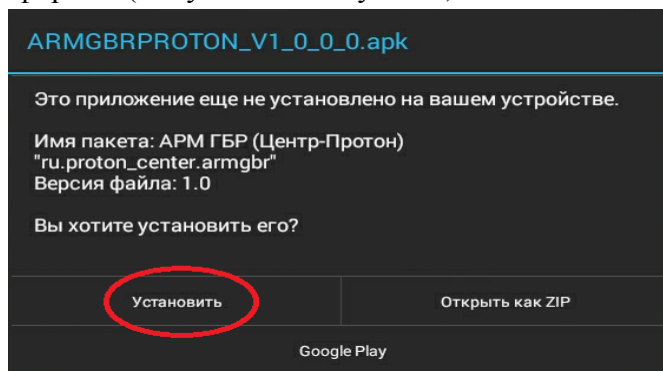 ARMGBRPROTON_V1_0_0_0.apk
Это приложение еще не установлено на вашем устройстве.
Имя пакета: АРМ ГБР (Центр-Протон)
"ru.proton_center.armgbr"
Версия файла: 1.0
Вы хотите установить его?
Установить
Открыть как ZIP
Google Play